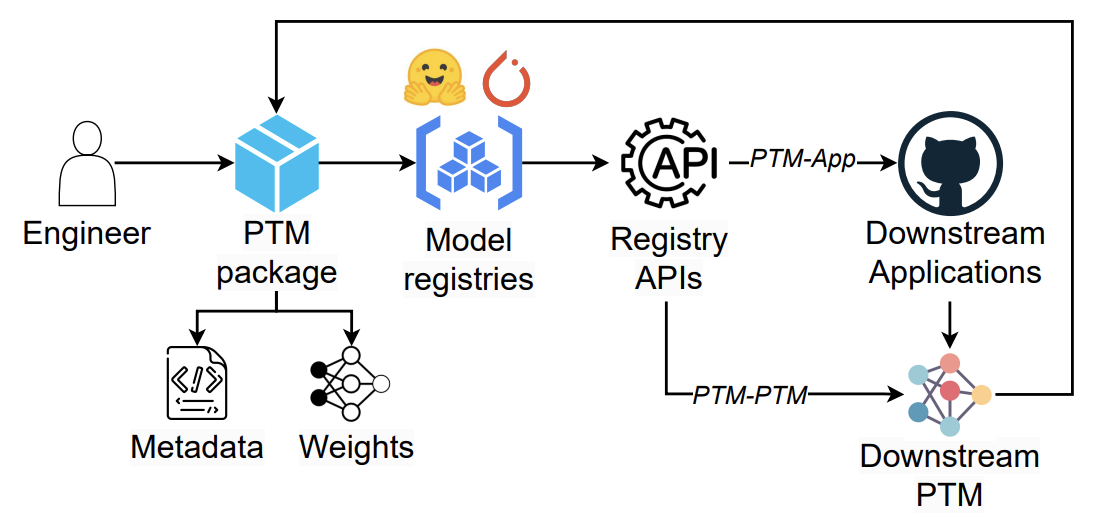 API
PTM-App
Engineer
PTM
package
Model
registries
Registry
APIs
Downstream
Applications
PTM-PTM
Metadata
Weights
Downstream
PTM